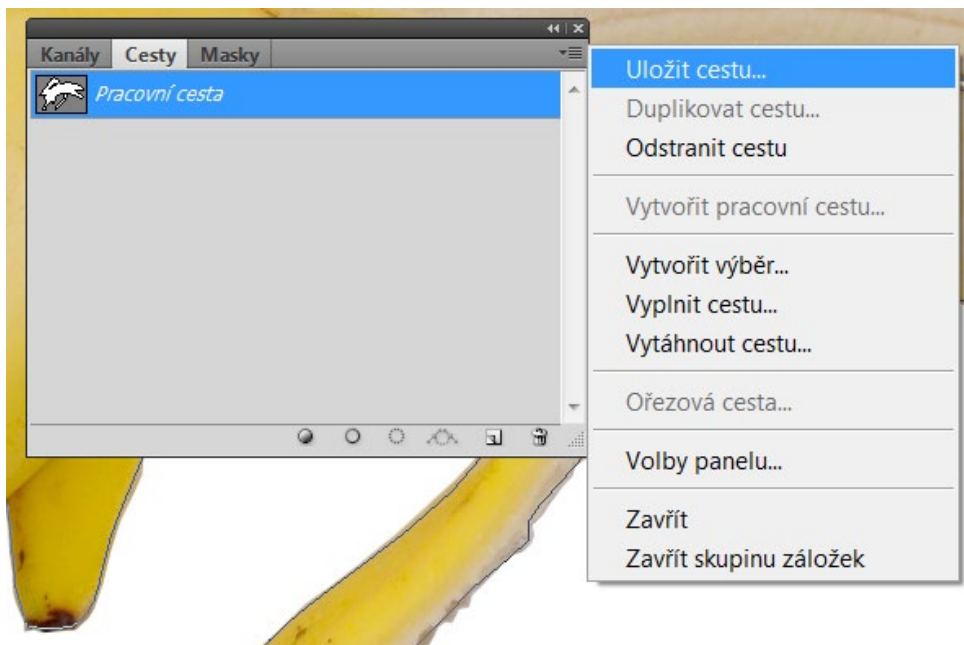 Kanály Cesty Masky
Pracovní cesta
Uložit cestu...
Duplikovat cestu...
Odstranit cestu
Vytvořit pracovní cestu...
Vytvořit výběr...
Vyplnit cestu...
Vytáhnout cestu...
Ořezová cesta...
Volby panelu...
Zavřít
Zavřít skupinu záložek